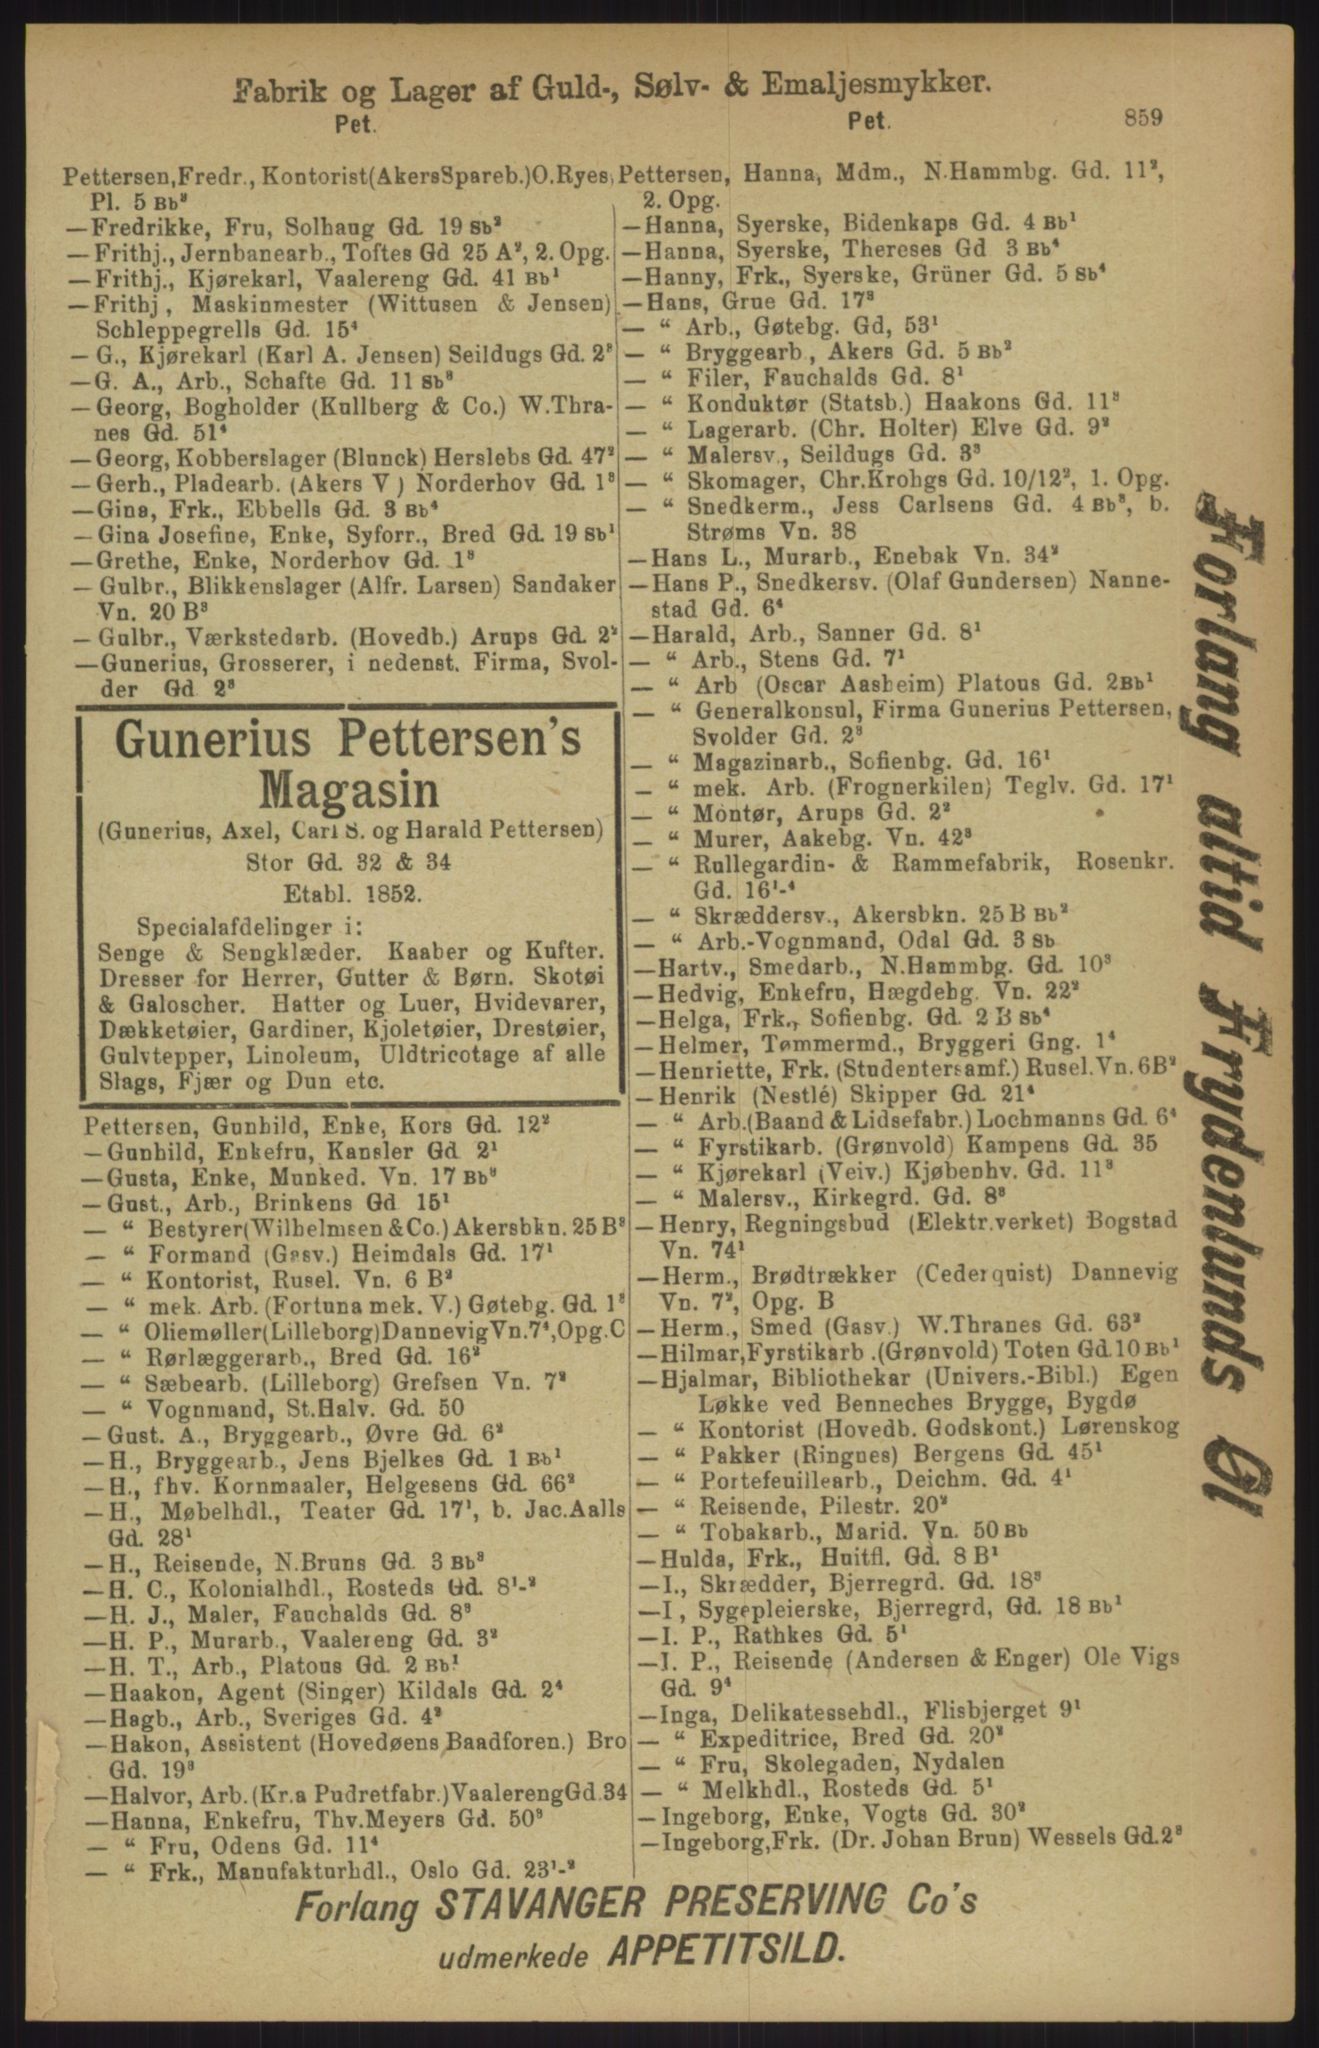 Fabrik og Lager af Guld-, Sølv- & Emaljesmykker.
Pet.
Pet.
859
Pettersen, Fredr., Kontorist (Akers Spareb.) O. Ryes
Pl. 5 Bb³
—Fredrikke, Fru, Solhaug Gd. 19 Sb²
—Frithj., Jernbanearb., Toftes Gd 25 A², 2. Opg.
—Frithj., Kjørekarl, Vaalereng Gd. 41 Bb¹
—Frithj, Maskinmester (Wittusen & Jensen)
Schleppegrells Gd. 15⁴
—G., Kjørekarl (Karl A. Jensen) Seildugs Gd. 2³
—G. A., Arb., Schafte Gd. 11 Sb³
—Georg, Bogholder (Kullberg & Co.) W.Thra-
nes Gd. 51⁴
—Georg, Kobberslager (Blunck) Herslebs Gd. 47²
—Gerh., Pladearb. (Akers V ) Norderhov Gd. 1³
—Gina, Frk., Ebbells Gd. 3 Bb⁴
—Gina Josefine, Enke, Syforr., Bred Gd. 19 Sb¹
—Grethe, Enke, Norderhov Gd. 1³
—Gulbr., Blikkenslager (Alfr. Larsen) Sandaker
Vn. 20 B³
—Gulbr., Værkstedarb. (Hovedb.) Arups Gd. 2²
—Gunerius, Grosserer, i nedenst. Firma, Svol-
der Gd 2³
Gunerius Pettersen's
Magasin
(Gunerius, Axel, Carl S. og Harald Pettersen)
Stor Gd. 32 & 34
Etabl. 1852.
Specialafdelinger i:
Senge & Sengklæder. Kaaber og Kufter.
Dresser for Herrer, Gutter & Børn. Skotøi
& Galoscher. Hatter og Luer, Hvidevarer,
Dækketøier, Gardiner, Kjoletøier, Drestøier,
Gulvtepper, Linoleum, Uldtricotage af alle
Slags, Fjær og Dun etc.
Pettersen, Gunhild, Enke, Kors Gd. 12²
—Gunhild, Enkefru, Kansler Gd 2¹
—Gusta, Enke, Munked. Vn. 17 Bb³
—Gust., Arb., Brinkens Gd 15¹
— “ Bestyrer (Wilhelmsen & Co.) Akersbkn. 25 B³
— “ Formand (Gasv.) Heimdals Gd. 17¹
— “ Kontorist, Rusel. Vn. 6 B²
— “ mek. Arb. (Fortuna mek. V.) Gøtebg. Gd. 1³
— “ Oliemøller (Lilleborg) Dannevig Vn. 7⁴, Opg. C
— “ Rørlæggerarb., Bred Gd. 16²
— “ Sæbearb. (Lilleborg) Grefsen Vn. 7²
— “ Vognmand, St.Halv. Gd. 50
—Gust. A., Bryggearb., Øvre Gd. 6²
—H., Bryggearb., Jens Bjelkes Gd. 1 Bb¹
—H., fhv. Kornmaaler, Helgesens Gd. 66²
—H., Møbelhdl., Teater Gd. 17¹, b. Jac.Aalls
Gd. 28¹
—H., Reisende, N.Bruns Gd. 3 Bb³
—H. C., Kolonialhdl., Rosteds Gd. 8¹-²
—H. J., Maler, Fauchalds Gd. 8³
—H. P., Murarb., Vaalereng Gd. 3²
—H. T., Arb., Platous Gd. 2 Bb¹
—Haakon, Agent (Singer) Kildals Gd. 2⁴
—Hagb., Arb., Sveriges Gd. 4²
—Hakon, Assistent (Hovedøens Baadforen.) Bro
Gd. 19³
—Halvor, Arb. (Kr.a Pudretfabr.) Vaalereng Gd. 34
—Hanna, Enkefru, Thv.Meyers Gd. 50³
— “ Fru, Odens Gd. 11⁴
— “ Frk., Manufakturhdl., Oslo Gd. 23¹-²
Pettersen, Hanna, Mdm., N.Hammbg. Gd. 11²,
2. Opg.
—Hanna, Syerske, Bidenkaps Gd. 4 Bb¹
—Hanna, Syerske, Thereses Gd 3 Bb⁴
—Hanny, Frk., Syerske, Grüner Gd. 5 Sb⁴
—Hans, Grue Gd. 17³
— “ Arb., Gøtebg. Gd, 53¹
— “ Bryggearb , Akers Gd. 5 Bb²
— “ Filer, Fauchalds Gd. 8¹
— “ Konduktør (Statsb.) Haakons Gd. 11³
— “ Lagerarb. (Chr. Holter) Elve Gd. 9²
— “ Malersv., Seildugs Gd. 3³
— “ Skomager, Chr.Krohgs Gd. 10/12², 1. Opg.
— “ Snedkerm., Jess Carlsens Gd. 4 Bb³, b.
Strøms Vn. 38
—Hans L., Murarb., Enebak Vn. 34²
—Hans P., Snedkersv. (Olaf Gundersen) Nanne-
stad Gd. 6⁴
—Harald, Arb., Sanner Gd. 8¹
— “ Arb., Stens Gd. 7¹
— “ Arb (Oscar Aasheim) Platous Gd. 2Bb¹
— “ Generalkonsul, Firma Gunerius Pettersen,
Svolder Gd. 2³
— “ Magazinarb., Sofienbg. Gd. 16¹
— “ mek. Arb. (Frognerkilen) Teglv. Gd. 17¹
— “ Montør, Arups Gd. 2²
— “ Murer, Aakebg. Vn. 42³
— “ Rullegardin- & Rammefabrik, Rosenkr.
Gd. 16¹-⁴
— “ Skræddersv., Akersbkn. 25 B Bb²
— “ Arb.-Vognmand, Odal Gd. 3 Sb
—Hartv., Smedarb., N.Hammbg. Gd. 10³
—Hedvig, Enkefru, Hægdehg. Vn. 22²
—Helga, Frk., Sofienbg. Gd. 2 B Sb⁴
—Helmer, Tømmermd., Bryggeri Gng. 1⁴
—Henriette, Frk. (Studentersamf.) Rusel. Vn. 6B²
—Henrik (Nestlé) Skipper Gd. 21⁴
— “ Arb. (Baand & Lidsefabr.) Lochmanns Gd. 6⁴
— “ Fyrstikarb. (Grønvold) Kampens Gd. 35
— “ Kjørekarl (Veiv.) Kjøbenhv. Gd. 11³
— “ Malersv., Kirkegrd. Gd. 8³
—Henry, Regningsbud (Elektr.verket) Bogstad
Vn. 74¹
—Herm., Brødtrækker (Cederquist) Dannevig
Vn. 7², Opg. B
—Herm., Smed (Gasv.) W.Thranes Gd. 63²
—Hilmar, Fyrstikarb. (Grønvold) Toten Gd. 10 Bb¹
—Hjalmar, Bibliothekar (Univers.-Bibl.) Egen
Løkke ved Benneches Brygge, Bygdø
— “ Kontorist (Hovedb. Godskont.) Lørenskog
— “ Pakker (Ringnes) Bergens Gd. 45¹
— “ Portefeuillearb., Deichm. Gd. 4¹
— “ Reisende, Pilestr. 20²
— “ Tobakarb., Marid. Vn. 50 Bb
—Hulda, Frk., Huitfl. Gd. 8 B¹
—I., Skrædder, Bjerregrd. Gd. 18³
—I , Sygepleierske, Bjerregrd, Gd. 18 Bb¹
—I. P., Rathkes Gd. 5¹
—I. P., Reisende (Andersen & Enger) Ole Vigs
Gd. 9⁴
—Inga, Delikatessehdl., Flisbjerget 9¹
— “ Expeditrice, Bred Gd. 20²
— “ Fru, Skolegaden, Nydalen
— “ Melkhdl., Rosteds Gd. 5¹
—Ingeborg, Enke, Vogts Gd. 30²
—Ingeborg, Frk. (Dr. Johan Brun) Wessels Gd. 2³
Forlang altid Frydenlunds Øl
Forlang STAVANGER PRESERVING Co's
udmerkede APPETITSILD.